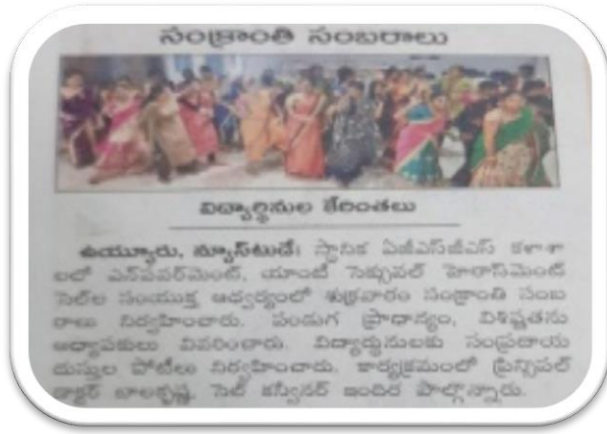 సంక్రాంతి సంబరాలు
విద్యార్థినుల కేరింతలు
ఉయ్యూరు, న్యూస్‌టుడే: స్థానిక ఏజీఎస్‌జీఎస్ కళాశా
లలో ఎన్‌పవర్‌మెంట్, యాంటీ సెక్సువల్ హెరాస్‌మెంట్
సెల్‌ల సంయుక్త ఆధ్వర్యంలో శుక్రవారం సంక్రాంతి సంబ
రాలు నిర్వహించారు. పండుగ ప్రాధాన్యం, విశిష్టతను
అధ్యాపకులు వివరించారు. విద్యార్థినులకు సంప్రదాయ
దుస్తుల పోటీలు నిర్వహించారు. కార్యక్రమంలో ప్రిన్సిపల్
డాక్టర్ బాలకృష్ణ, సెల్ కన్వీనర్ ఇందిర పాల్గొన్నారు.